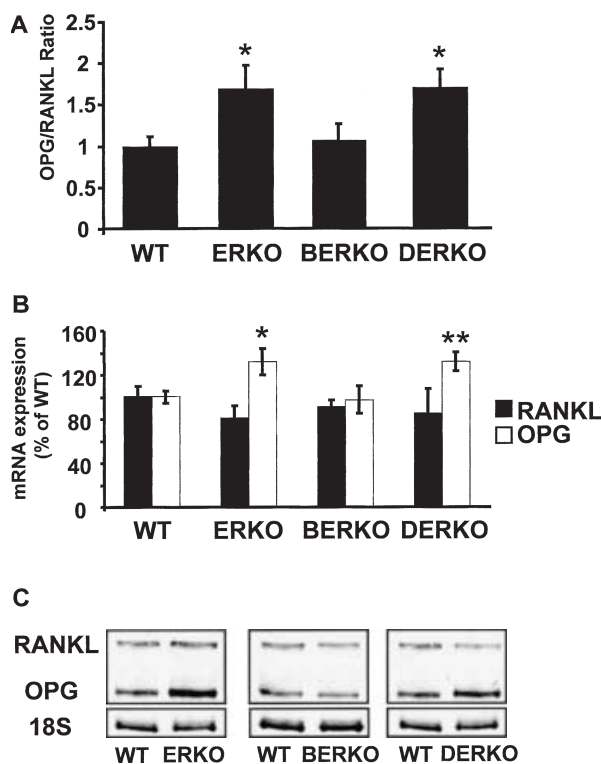 A
OPG/RANKL Ratio
2.5
2
1.5
1
0.5
0
* *
WT ERKO BERKO DERKO
B
mRNA expression
(% of WT)
160
120
80
40
0
* **
RANKL
OPG
WT ERKO BERKO DERKO
C
RANKL
OPG
18S
WT ERKO WT BERKO WT DERKO